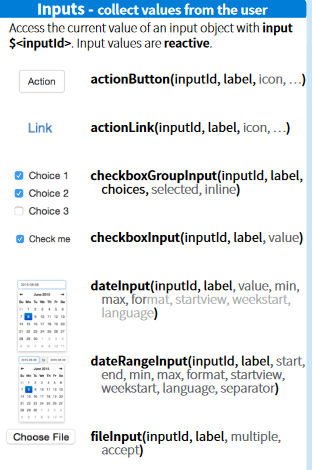 Inputs - collect values from the user
Access the current value of an input object with input
$<inputId>. Input values are reactive.
Action
actionButton(inputId, label, icon, …)
Link
actionLink(inputId, label, icon, …)
Choice 1
Choice 2
Choice 3
checkboxGroupInput(inputId, label,
choices, selected, inline)
Check me
checkboxInput(inputId, label, value)
June 2015
dateInput(inputId, label, value, min,
max, format, startview, weekstart,
language)
June 2015
dateRangeInput(inputId, label, start,
end, min, max, format, startview,
weekstart, language, separator)
Choose File
fileInput(inputId, label, multiple,
accept)